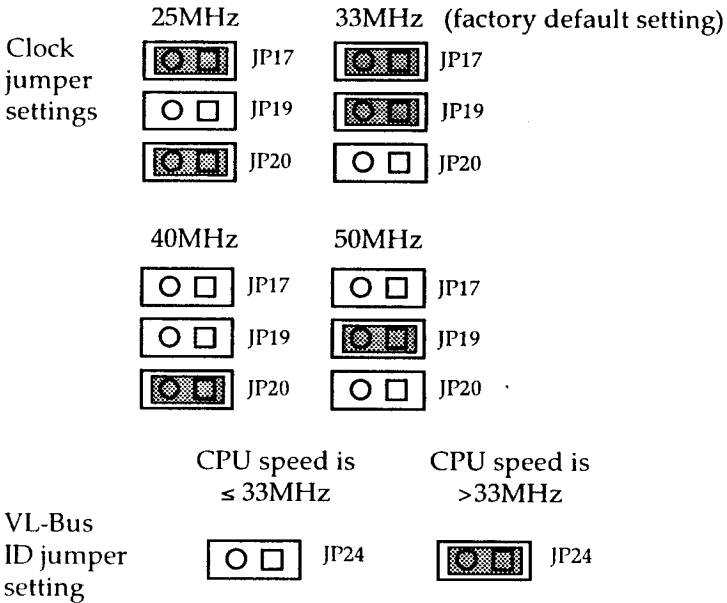 25MHz 33MHz (factory default setting)
Clock
jumper
settings
JP17 JP17
JP19 JP19
JP20 JP20
40MHz 50MHz
JP17 JP17
JP19 JP19
JP20 JP20
CPU speed is CPU speed is
≤ 33MHz >33MHz
VL-Bus
ID jumper
setting
JP24 JP24